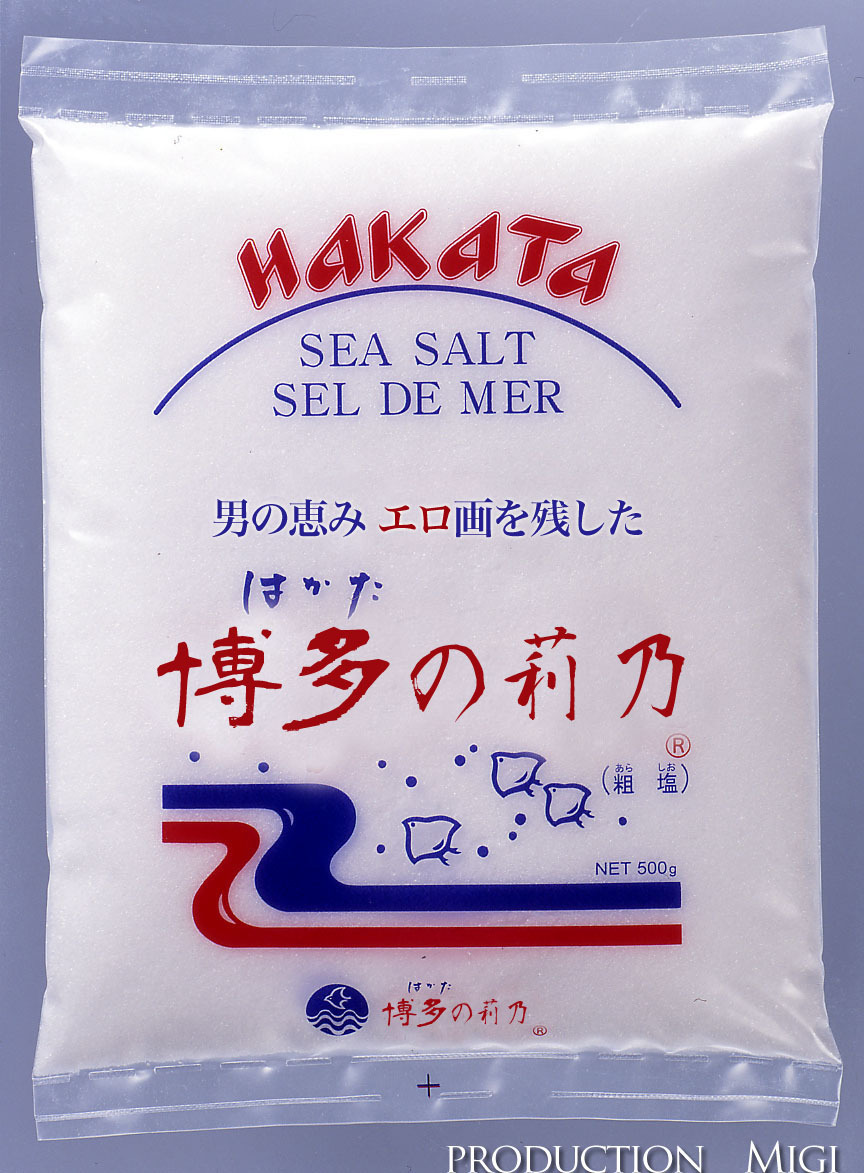 HAKATA
SEA SALT
SEL DE MER
男の恵み エロ画を残した
はかた
博多の莉乃
®
あら しお
(粗 塩)
NET 500g
はかた
博多の莉乃
®
PRODUCTION MIGI